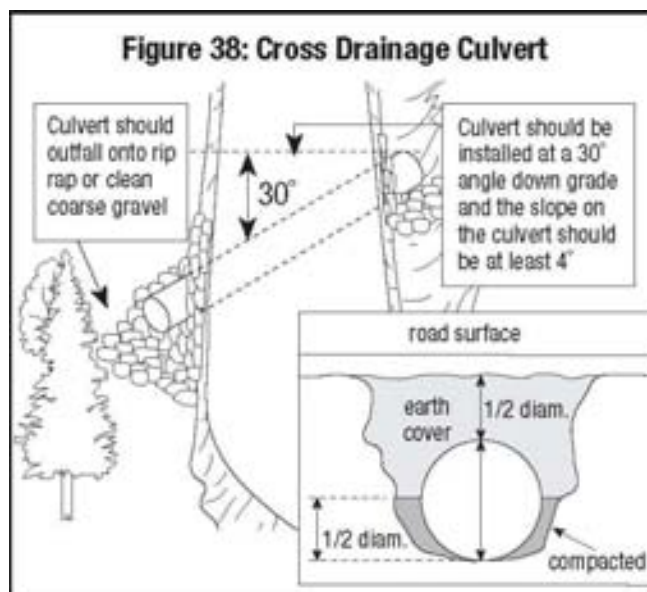 Figure 38: Cross Drainage Culvert
Culvert should
outfall onto rip
rap or clean
coarse gravel
30°
Culvert should be
installed at a 30°
angle down grade
and the slope on
the culvert should
be at least 4°
road surface
earth
cover
1/2 diam.
1/2 diam.
compacted